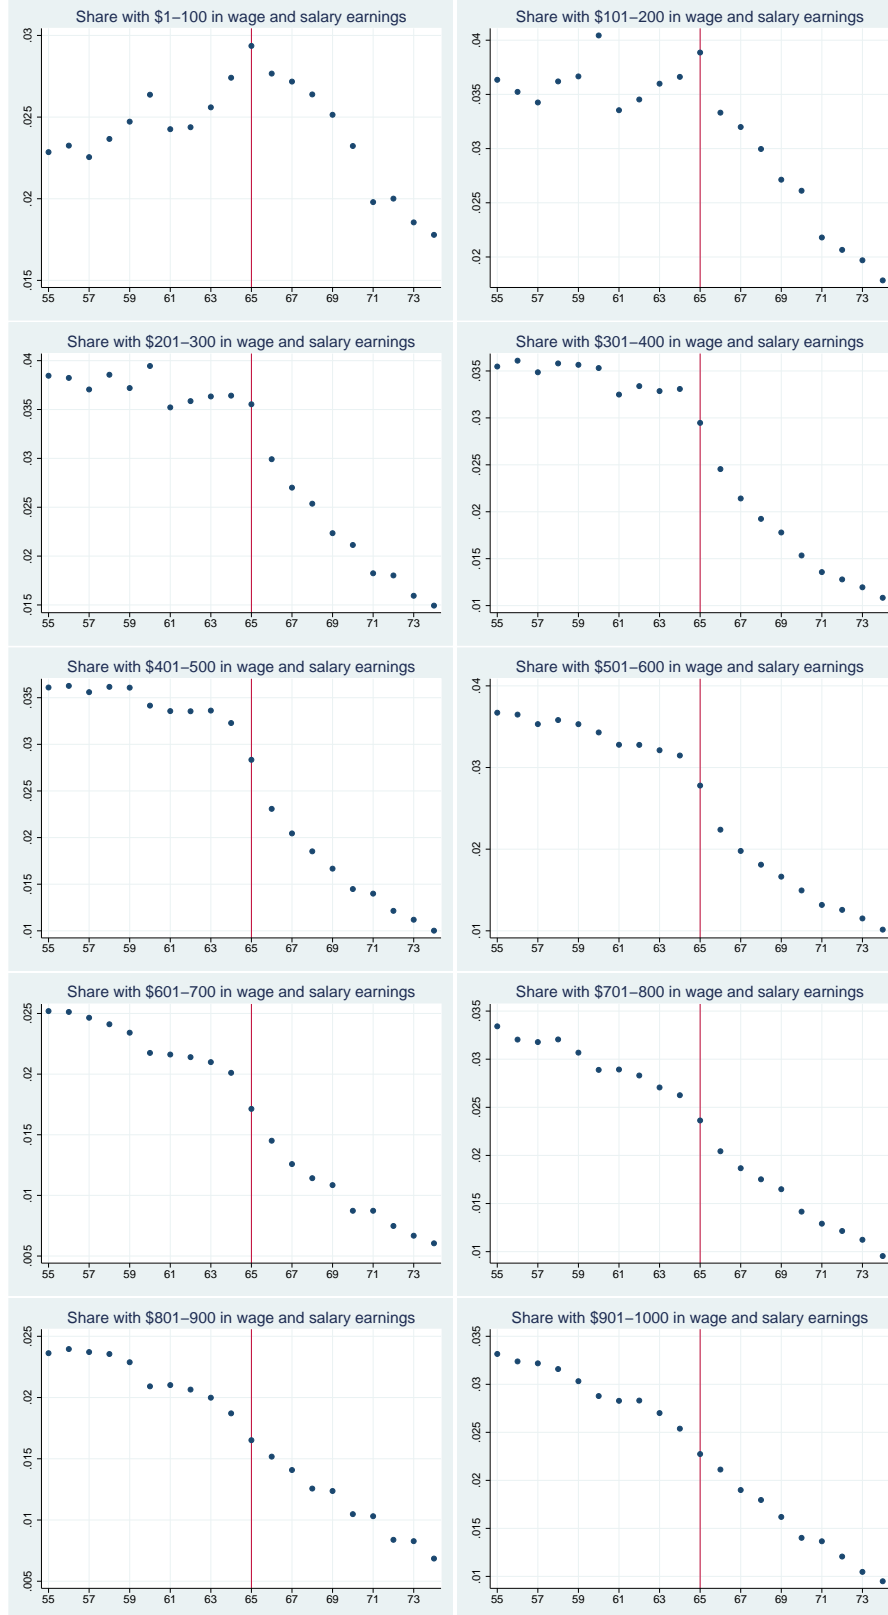 Share with $1–100 in wage and salary earnings
.03
.025
.02
.015
55 57 59 61 63 65 67 69 71 73
Share with $101–200 in wage and salary earnings
.04
.035
.03
.025
.02
55 57 59 61 63 65 67 69 71 73
Share with $201–300 in wage and salary earnings
.04
.035
.03
.025
.02
.015
55 57 59 61 63 65 67 69 71 73
Share with $301–400 in wage and salary earnings
.035
.03
.025
.02
.015
.01
55 57 59 61 63 65 67 69 71 73
Share with $401–500 in wage and salary earnings
.035
.03
.025
.02
.015
.01
55 57 59 61 63 65 67 69 71 73
Share with $501–600 in wage and salary earnings
.04
.03
.02
.01
55 57 59 61 63 65 67 69 71 73
Share with $601–700 in wage and salary earnings
.025
.02
.015
.01
.005
55 57 59 61 63 65 67 69 71 73
Share with $701–800 in wage and salary earnings
.035
.03
.025
.02
.015
.01
55 57 59 61 63 65 67 69 71 73
Share with $801–900 in wage and salary earnings
.025
.02
.015
.01
.005
55 57 59 61 63 65 67 69 71 73
Share with $901–1000 in wage and salary earnings
.035
.03
.025
.02
.015
.01
55 57 59 61 63 65 67 69 71 73